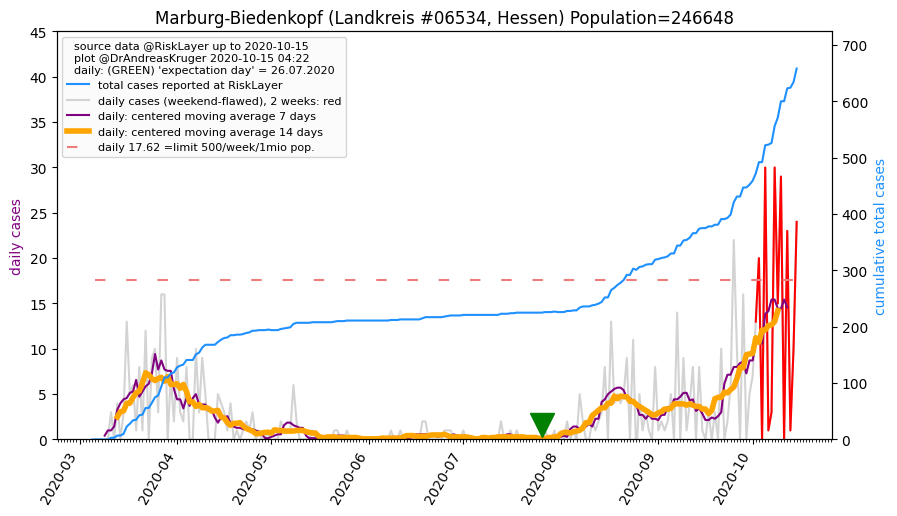 Marburg-Biedenkopf (Landkreis #06534, Hessen) Population=246648
source data @RiskLayer up to 2020-10-15
plot @DrAndreasKruger 2020-10-15 04:22
daily: (GREEN) 'expectation day' = 26.07.2020
total cases reported at RiskLayer
daily cases (weekend-flawed), 2 weeks: red
daily: centered moving average 7 days
daily: centered moving average 14 days
daily 17.62 =limit 500/week/1mio pop.
daily cases
45
40
35
30
25
20
15
10
5
0
700
600
500
400
300
200
100
0
cumulative total cases
2020-03
2020-04
2020-05
2020-06
2020-07
2020-08
2020-09
2020-10